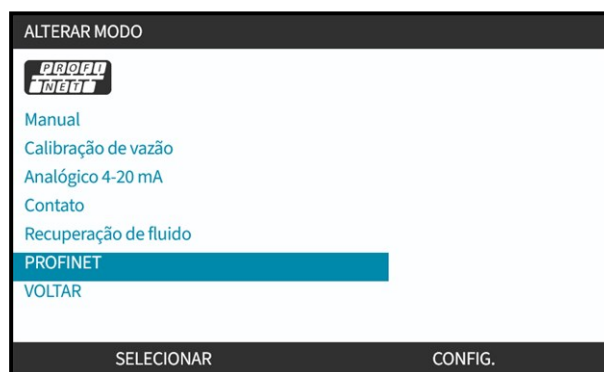 ALTERAR MODO
PROFI
NET
Manual
Calibração de vazão
Analógico 4-20 mA
Contato
Recuperação de fluido
PROFINET
VOLTAR
SELECIONAR CONFIG.